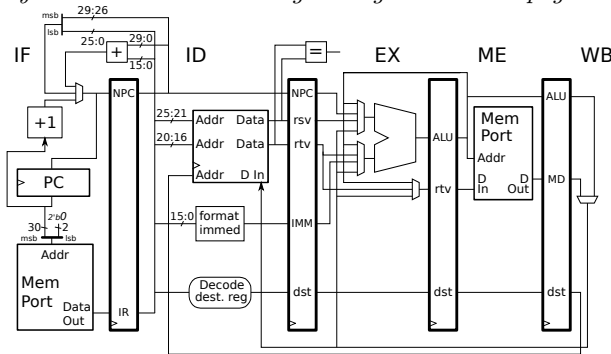 29:26
msb
lsb
25:0
29:0
15:0
+
=
IF
ID
EX
ME
WB
NPC
+1
PC
30
2'b0
2
msb
lsb
Addr
Mem
Port
Data
Out
IR
25:21
20:16
Addr
Data
Addr
Data
Addr
D In
15:0
format
immed
Decode
dest. reg
NPC
rsv
rtv
IMM
dst
ALU
rtv
dst
Mem
Port
Addr
D
In
D
Out
ALU
MD
dst